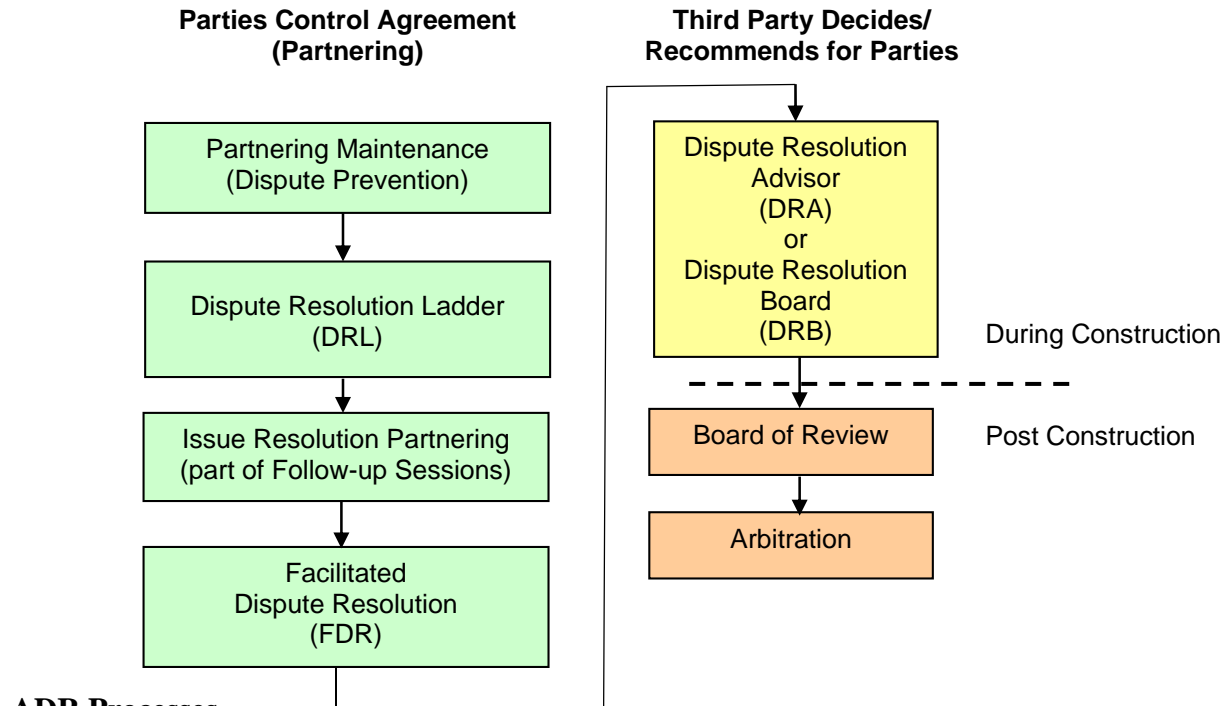 Parties Control Agreement
(Partnering)
Partnering Maintenance
(Dispute Prevention)
Dispute Resolution Ladder
(DRL)
Issue Resolution Partnering
(part of Follow-up Sessions)
Facilitated
Dispute Resolution
(FDR)
Third Party Decides/
Recommends for Parties
Dispute Resolution
Advisor
(DRA)
or
Dispute Resolution
Board
(DRB)
During Construction
Board of Review
Post Construction
Arbitration
ADR Processes